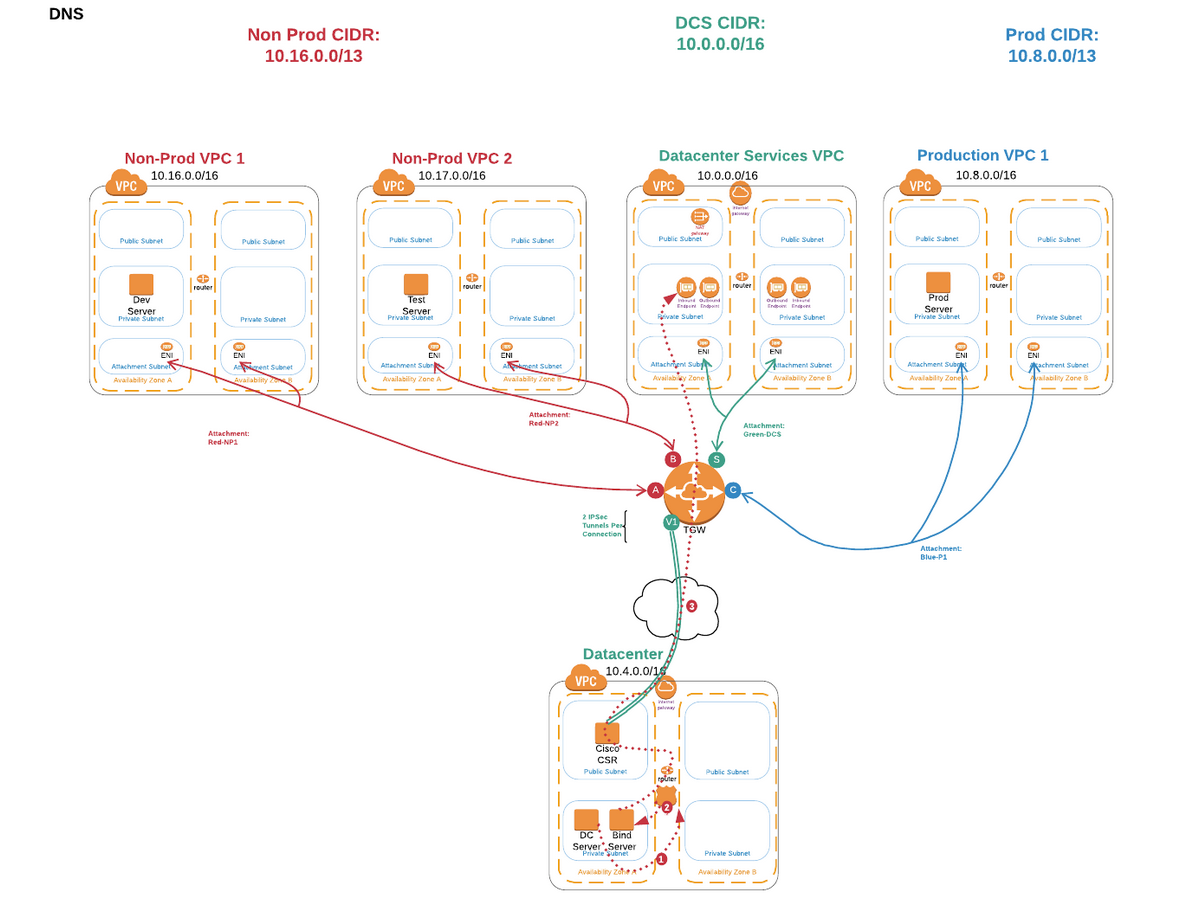 DNS
Non Prod CIDR:
10.16.0.0/13
DCS CIDR:
10.0.0.0/16
Prod CIDR:
10.8.0.0/13
Non-Prod VPC 1
10.16.0.0/16
VPC
Public Subnet
Dev
Server
Private Subnet
router
ENI
ENI
Attachment Subnet
Attachment Subnet
Availability Zone A
Availability Zone B
Public Subnet
Private Subnet
Non-Prod VPC 2
10.17.0.0/16
VPC
Public Subnet
Public Subnet
Test
Server
Private Subnet
router
Private Subnet
ENI
ENI
Attachment Subnet
Attachment Subnet
Availability Zone A
Availability Zone B
Datacenter Services VPC
10.0.0.0/16
VPC
Internet
gateway
NAT
gateway
Public Subnet
Public Subnet
Inbound
Endpoint
Outbound
Endpoint
router
Outbound
Endpoint
Inbound
Endpoint
Private Subnet
Private Subnet
ENI
ENI
Attachment Subnet
Attachment Subnet
Availability Zone A
Availability Zone B
Production VPC 1
10.8.0.0/16
VPC
Public Subnet
Public Subnet
Prod
Server
Private Subnet
router
Private Subnet
ENI
ENI
Attachment Subnet
Attachment Subnet
Availability Zone A
Availability Zone B
Attachment:
Red-NP1
Attachment:
Red-NP2
Attachment:
Green-DCS
Attachment:
Blue-P1
B
S
A
C
V1
TGW
2 IPSec
Tunnels Per
Connection
3
Datacenter
10.4.0.0/16
VPC
Internet
gateway
Cisco
CSR
Public Subnet
Public Subnet
router
2
DC
Server
Bind
Server
Private Subnet
Private Subnet
1
Availability Zone A
Availability Zone B